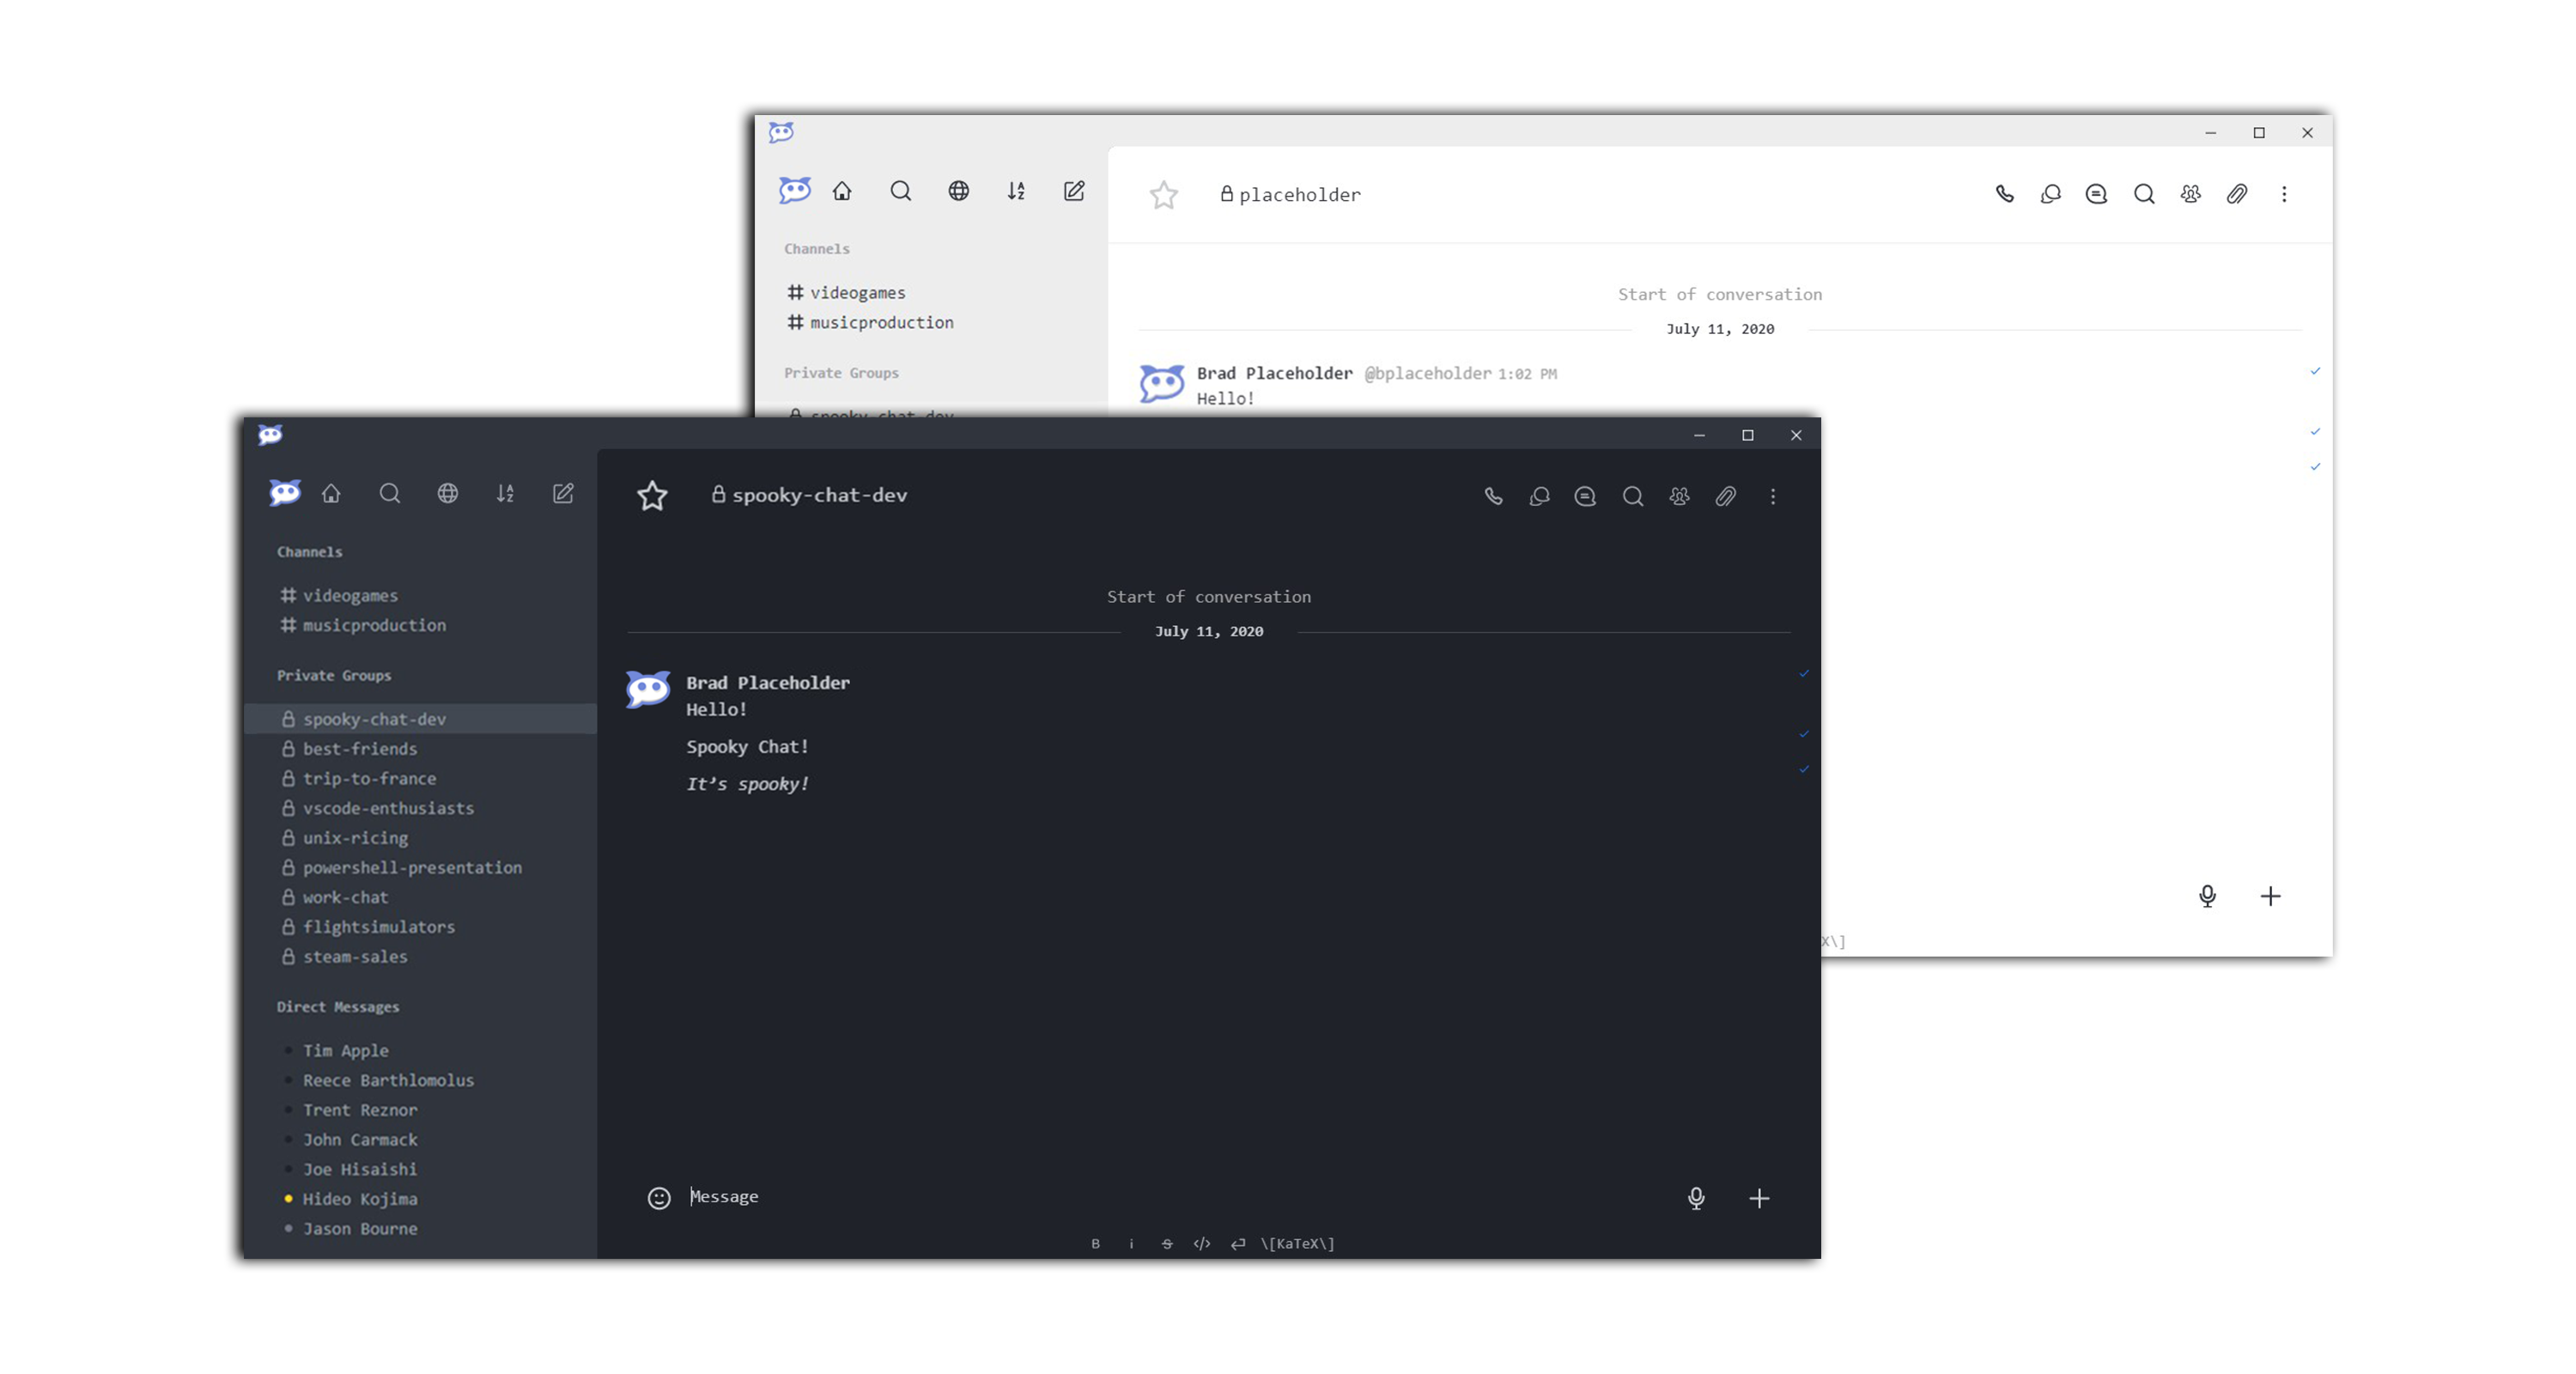 placeholder
Channels
videogames
musicproduction
Private Groups
spooky-chat-dev
Start of conversation
July 11, 2020
Brad Placeholder @bplaceholder 1:02 PM
Hello!
X\]
spooky-chat-dev
Channels
videogames
musicproduction
Private Groups
spooky-chat-dev
best-friends
trip-to-france
vscode-enthusiasts
unix-ricing
powershell-presentation
work-chat
flightsimulators
steam-sales
Direct Messages
Tim Apple
Reece Barthlomolus
Trent Reznor
John Carmack
Joe Hisaishi
Hideo Kojima
Jason Bourne
Start of conversation
July 11, 2020
Brad Placeholder
Hello!
Spooky Chat!
It's spooky!
Message
B i S </> \[KaTeX\]